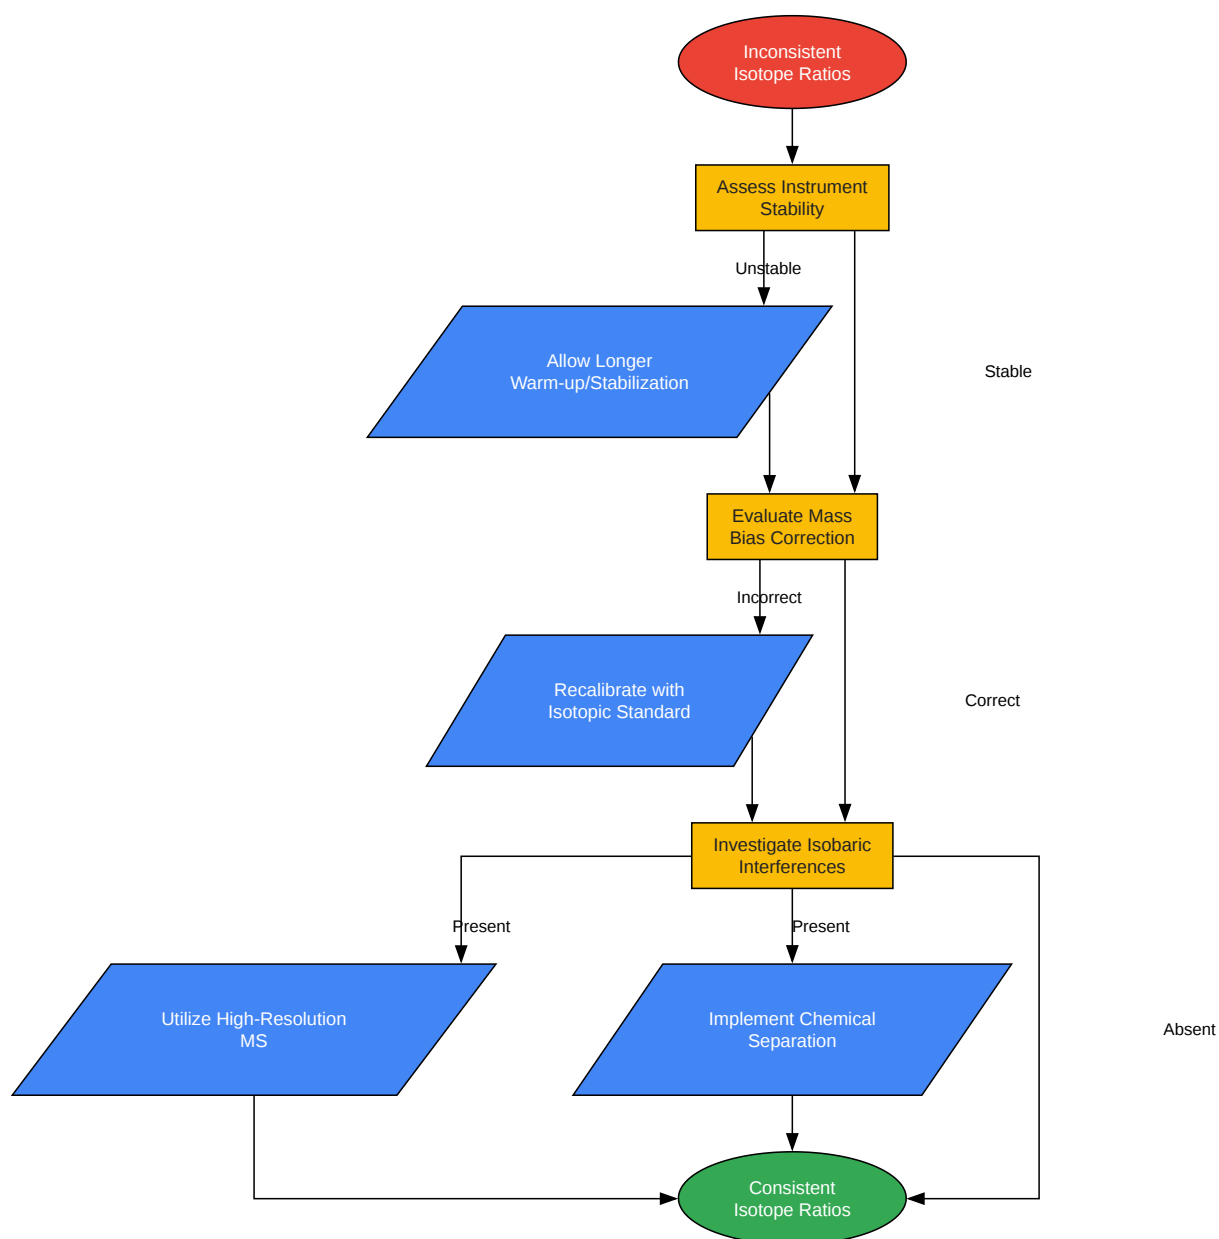 Inconsistent
Isotope Ratios
Assess Instrument
Stability
Unstable
Allow Longer
Warm-up/Stabilization
Stable
Evaluate Mass
Bias Correction
Incorrect
Recalibrate with
Isotopic Standard
Correct
Investigate Isobaric
Interferences
Present
Present
Utilize High-Resolution
MS
Implement Chemical
Separation
Absent
Consistent
Isotope Ratios